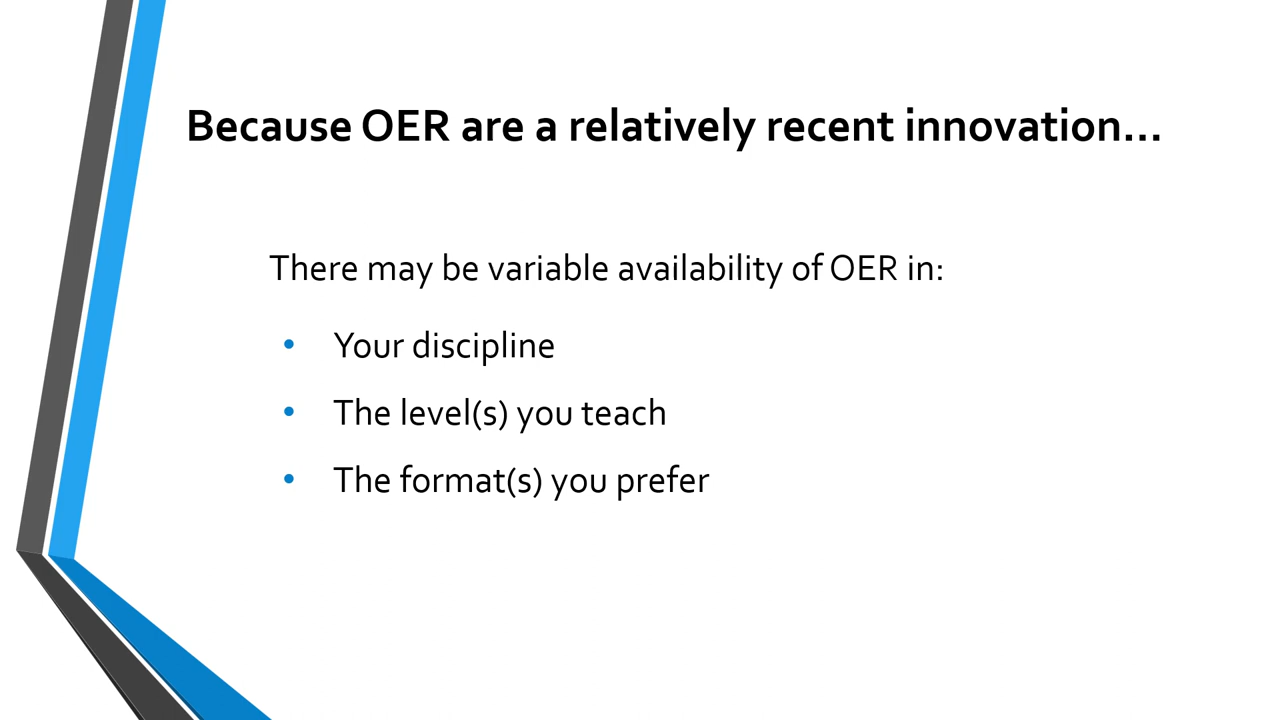 Because OER are a relatively recent innovation…
There may be variable availability of OER in:
• Your discipline
• The level(s) you teach
• The format(s) you prefer